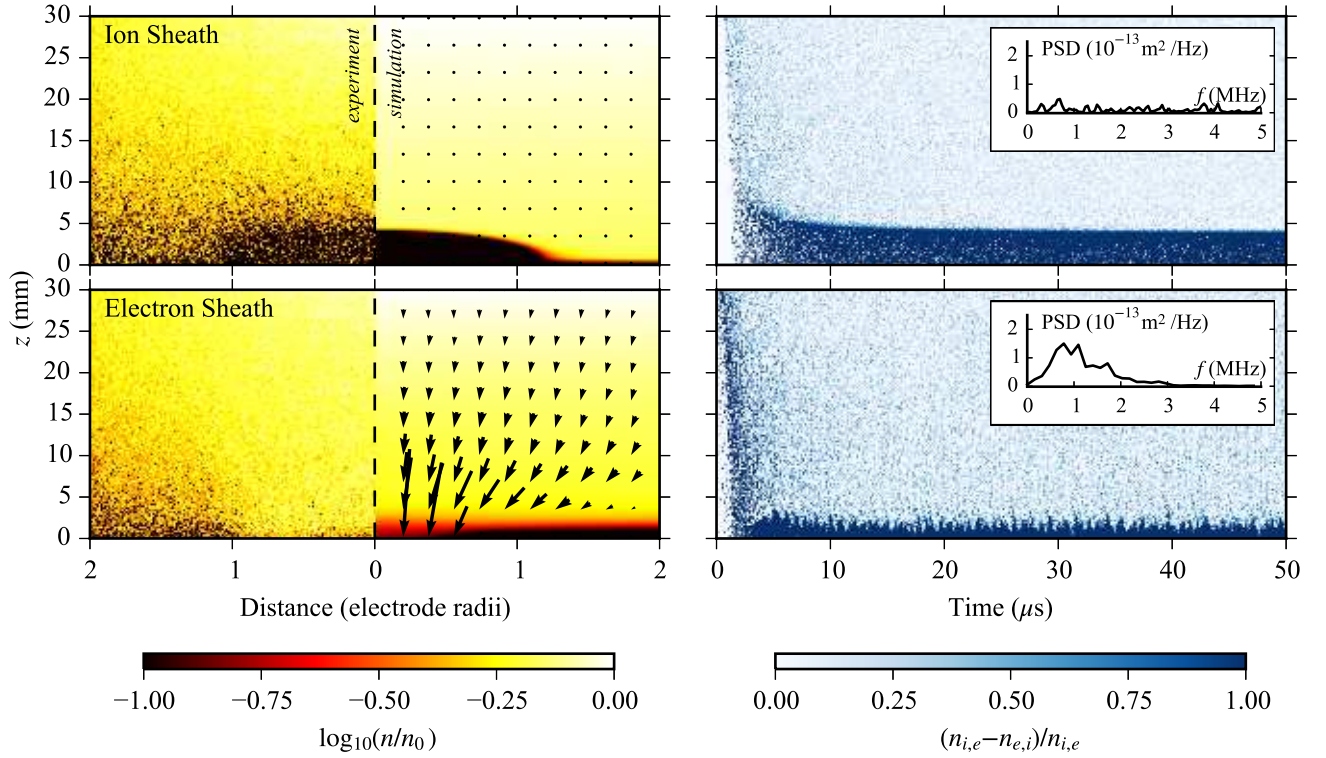 30
25
20
15
10
5
0
Ion Sheath
experiment
simulation
PSD (10⁻¹³m² /Hz)
2
1
0
f (MHz)
0 1 2 3 4 5
z (mm)
30
25
20
15
10
5
0
Electron Sheath
PSD (10⁻¹³m² /Hz)
2
1
0
f (MHz)
0 1 2 3 4 5
2 1 0 1 2
Distance (electrode radii)
0 10 20 30 40 50
Time (μs)
−1.00 −0.75 −0.50 −0.25 0.00
log₁₀(n/n₀)
0.00 0.25 0.50 0.75 1.00
(n_{i,e}−n_{e,i})/n_{i,e}